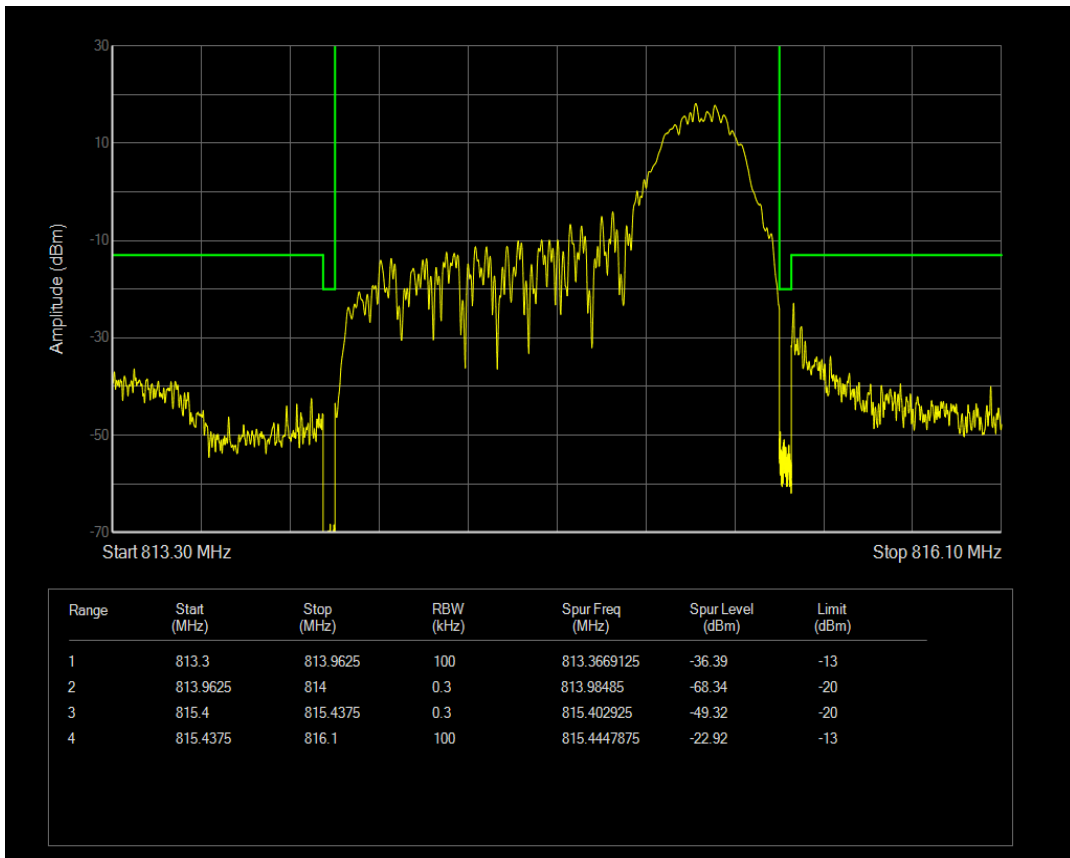 30
10
-10
-30
-50
-70
Amplitude (dBm)
Start 813.30 MHz
Stop 816.10 MHz
Range Start (MHz) Stop (MHz) RBW (kHz) Spur Freq (MHz) Spur Level (dBm) Limit (dBm)
1 813.3 813.9625 100 813.3669125 -36.39 -13
2 813.9625 814 0.3 813.98485 -68.34 -20
3 815.4 815.4375 0.3 815.402925 -49.32 -20
4 815.4375 816.1 100 815.4447875 -22.92 -13